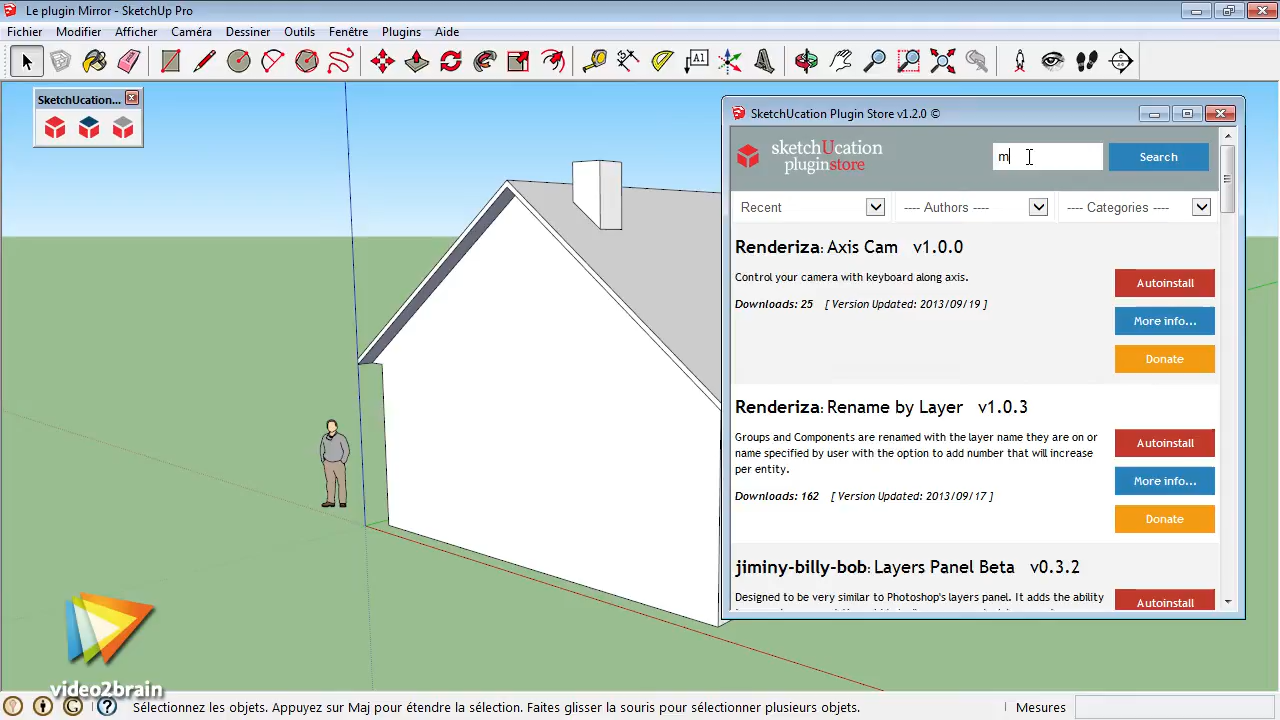 Le plugin Mirror - SketchUp Pro
Fichier Modifier Afficher Caméra Dessiner Outils Fenêtre Plugins Aide
A1
SketchUcation...
SketchUcation Plugin Store v1.2.0 ©
sketchUcation
pluginstore
m
Search
Recent
---- Authors ----
---- Categories ----
Renderiza: Axis Cam v1.0.0
Control your camera with keyboard along axis.
Autoinstall
Downloads: 25 [ Version Updated: 2013/09/19 ]
More info...
Donate
Renderiza: Rename by Layer v1.0.3
Groups and Components are renamed with the layer name they are on or
name specified by user with the option to add number that will increase
per entity.
Autoinstall
More info...
Downloads: 162 [ Version Updated: 2013/09/17 ]
Donate
jiminy-billy-bob: Layers Panel Beta v0.3.2
Designed to be very similar to Photoshop's layers panel. It adds the ability
Autoinstall
video2brain
Sélectionnez les objets. Appuyez sur Maj pour étendre la sélection. Faites glisser la souris pour sélectionner plusieurs objets.
Mesures